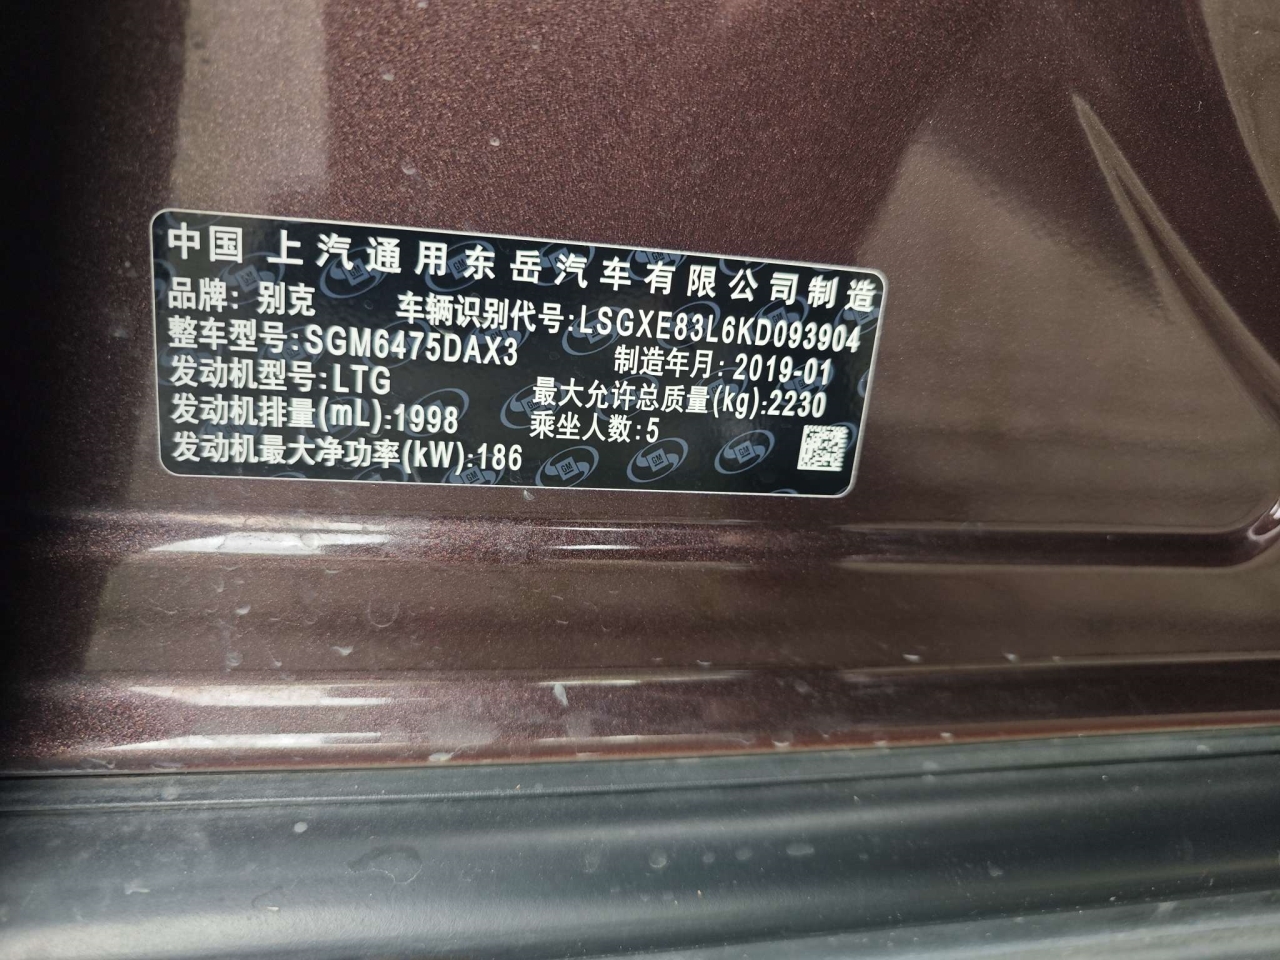 中国 上汽通用东岳汽车有限公司制造
品牌: 别克 车辆识别代号:LSGXE83L6KD093904
整车型号:SGM6475DAX3 制造年月: 2019-01
发动机型号:LTG 最大允许总质量(kg):2230
发动机排量(mL):1998 乘坐人数:5
发动机最大净功率(kW):186